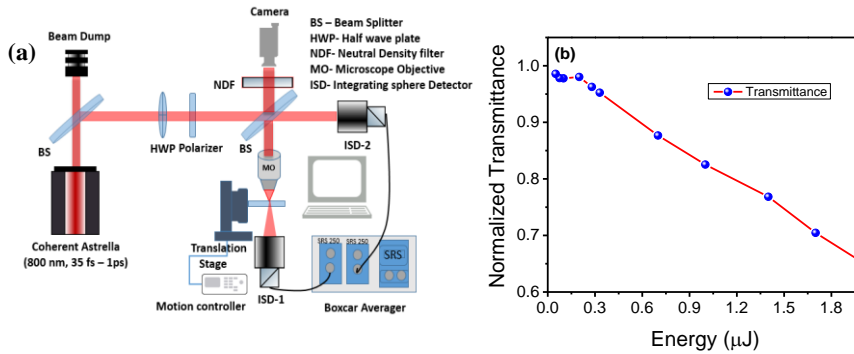 (a)
Camera
Beam Dump
BS – Beam Splitter
HWP- Half wave plate
NDF- Neutral Density filter
MO- Microscope Objective
ISD- Integrating sphere Detector
NDF
BS
HWP Polarizer
BS
ISD-2
MO
Coherent Astrella
(800 nm, 35 fs – 1ps)
Translation
Stage
Motion controller
ISD-1
SRS 250
SRS 250
SRS
Boxcar Averager
(b)
Transmittance
Normalized Transmittance
1.0
0.9
0.8
0.7
0.6
0.0 0.3 0.6 0.9 1.2 1.5 1.8
Energy (μJ)